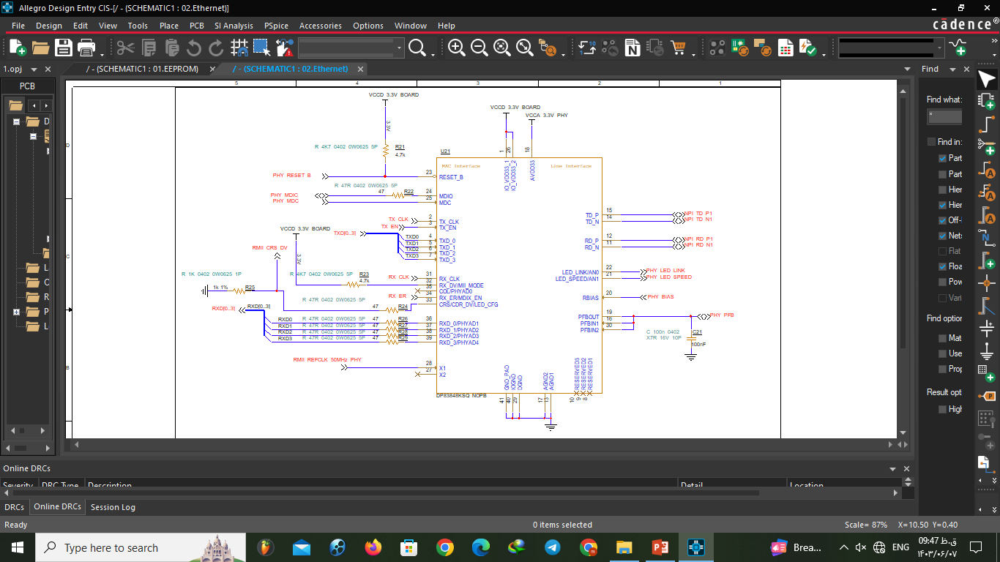 Allegro Design Entry CIS-[/ - (SCHEMATIC1 : 02.Ethernet)]
File Design Edit View Tools Place PCB SI Analysis PSpice Accessories Options Window Help
cādence®
1.opj
/ - (SCHEMATIC1 : 01.EEPROM)
/ - (SCHEMATIC1 : 02.Ethernet)
Find
PCB
Find what:
Find in:
Part
Part
Hier
Hier
Off-
Nets
Flat
Floa
Pow
Vari
Find option
Mat
Use
Prop
Result opt
High
5 4 3 2 1
D
C
B
VCCD 3.3V BOARD
3.3V
R 4K7 0402 0W0625 5P
R21
4.7k
VCCD 3.3V BOARD
VCCA 3.3V PHY
U21
MAC Interface
Line Interface
1 IO_VDD33_1
26 IO_VDD33_2
18 AVDD33
PHY RESET B
23 RESET_B
R 47R 0402 0W0625 5P
47 R22
PHY MDIC
24 MDIO
PHY MDC
25 MDC
TX CLK
2 TX_CLK
TX EN
3 TX_EN
TXD[0..3]
TXD0 4 TXD_0
TXD1 5 TXD_1
TXD2 6 TXD_2
TXD3 7 TXD_3
VCCD 3.3V BOARD
3.3V
RMII CRS DV
R 1K 0402 0W0625 1P
1k 1% R25
R 4K7 0402 0W0625 5P
R23
4.7k
RX CLK
31 RX_CLK
32 RX_DV/MII_MODE
35 COL/PHYAD0
RX ER
34 RX_ER/MDIX_EN
33 CRS/CDR_DV/LED_CFG
R 47R 0402 0W0625 5P
47 R24
RXD[0..3]
RXD[0..3]
RXD0 R 47R 0402 0W0625 5P 47 R26 36 RXD_0/PHYAD1
RXD1 R 47R 0402 0W0625 5P 47 R27 37 RXD_1/PHYAD2
RXD2 R 47R 0402 0W0625 5P 47 R28 38 RXD_2/PHYAD3
RXD3 R 47R 0402 0W0625 5P 47 R29 39 RXD_3/PHYAD4
RMII REFCLK 50MHz PHY
28 X1
27 X2
DP83848KSQ NOPB
TD_P 15 NPI TD P1
TD_N 14 NPI TD N1
RD_P 12 NPI RD P1
RD_N 11 NPI RD N1
LED_LINK/AN0 22 PHY LED LINK
LED_SPEED/AN1 21 PHY LED SPEED
RBIAS 20 PHY BIAS
PFBOUT 19 PHY PFB
PFBIN1 16
PFBIN2 30
C 100n 0402
X7R 16V 10P
C21
100nF
GND_PAD 41
IOGND 40
DGND 29
AGND2 17
AGND1 13
RESERVED3 10
RESERVED2 9
RESERVED1 8
Online DRCs
Severity DRC Type Description Detail Location
DRCs Online DRCs Session Log
Ready
0 items selected
Scale= 87% X=10.50 Y=0.40
Type here to search
Brea...
ENG
09:47 ق.ظ
۱۴۰۳/۰۶/۰۷